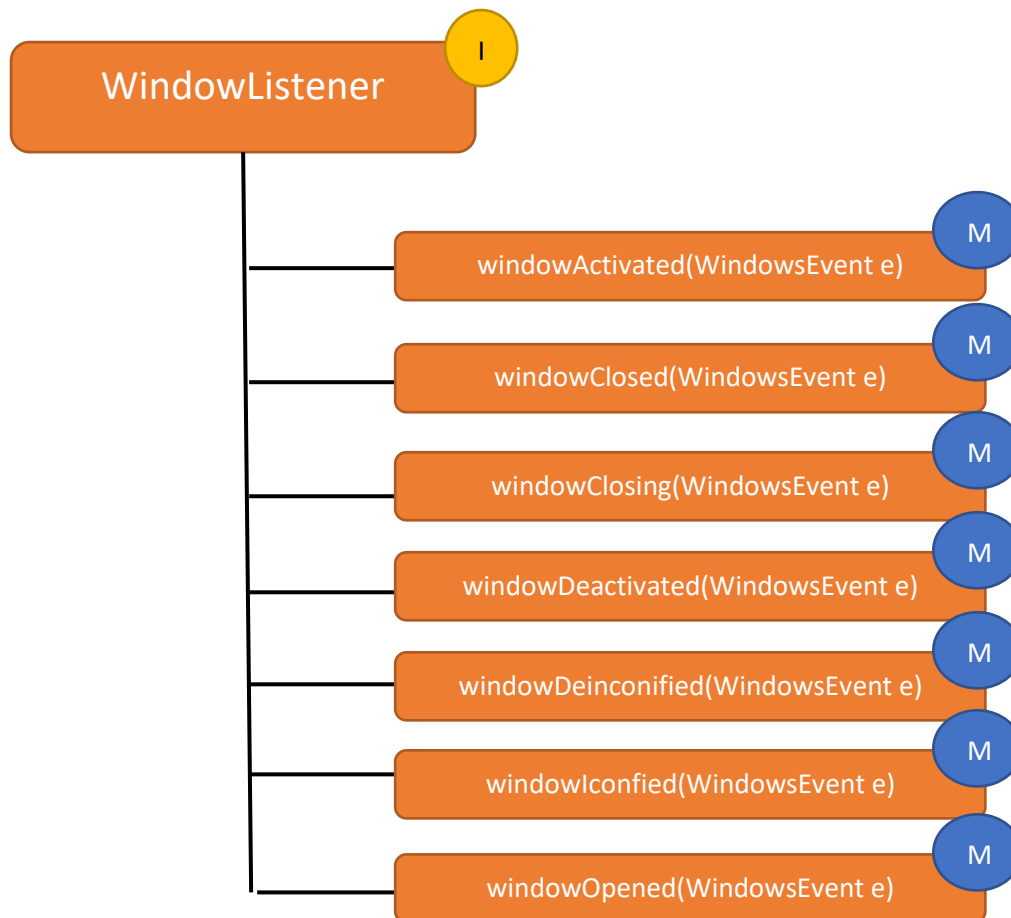 I
WindowListener
M
windowActivated(WindowsEvent e)
M
windowClosed(WindowsEvent e)
M
windowClosing(WindowsEvent e)
M
windowDeactivated(WindowsEvent e)
M
windowDeinconified(WindowsEvent e)
M
windowIconfied(WindowsEvent e)
M
windowOpened(WindowsEvent e)